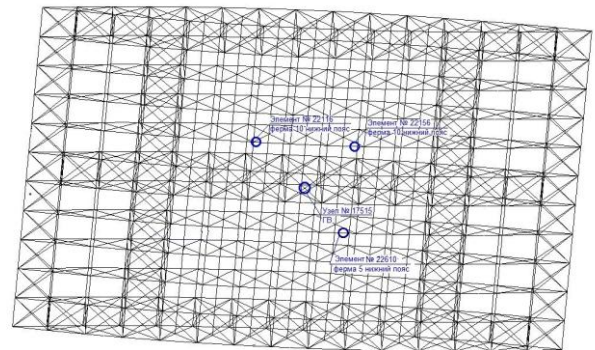 Элемент № 22116
ферма 10 нижний пояс
Элемент № 22156
ферма 10 нижний пояс
Узел № 17515
ГВ
Элемент № 22610
ферма 5 нижний пояс